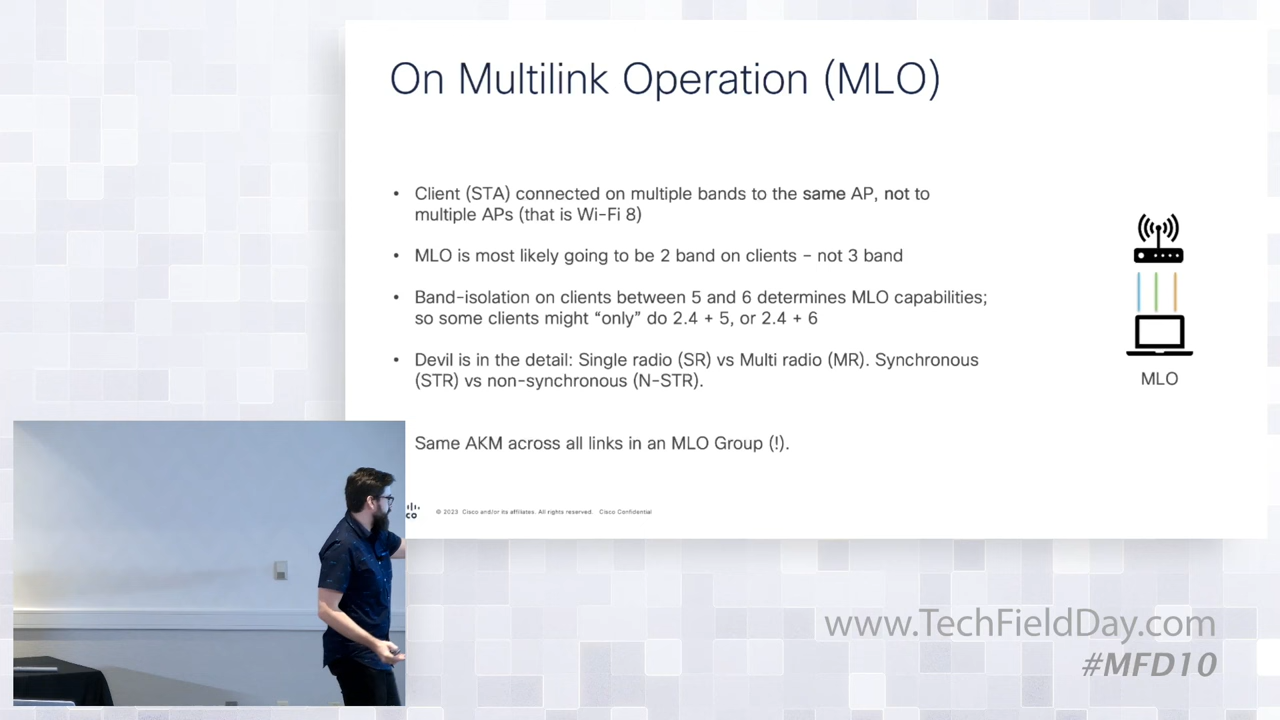 On Multilink Operation (MLO)
• Client (STA) connected on multiple bands to the same AP, not to
multiple APs (that is Wi-Fi 8)
• MLO is most likely going to be 2 band on clients – not 3 band
• Band-isolation on clients between 5 and 6 determines MLO capabilities;
so some clients might “only” do 2.4 + 5, or 2.4 + 6
• Devil is in the detail: Single radio (SR) vs Multi radio (MR). Synchronous
(STR) vs non-synchronous (N-STR).
Same AKM across all links in an MLO Group (!).
MLO
co
© 2023 Cisco and/or its affiliates. All rights reserved. Cisco Confidential
www.TechFieldDay.com
#MFD10